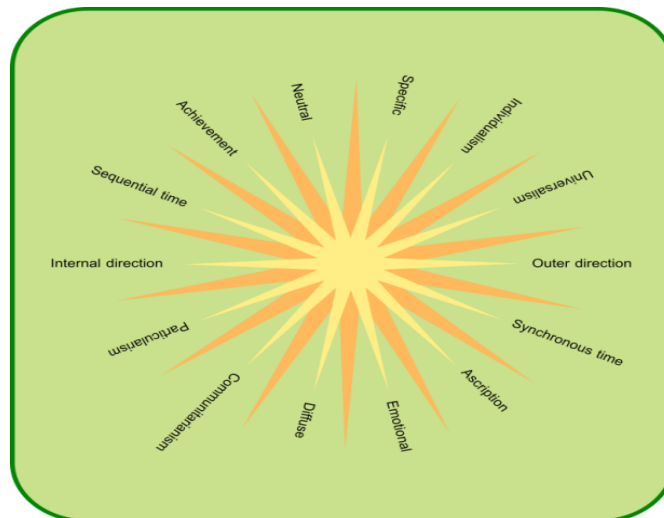 Neutral
Specific
Achievement
Individualism
Sequential time
Universalism
Internal direction
Outer direction
Particularism
Synchronous time
Communitarianism
Ascription
Diffuse
Emotional